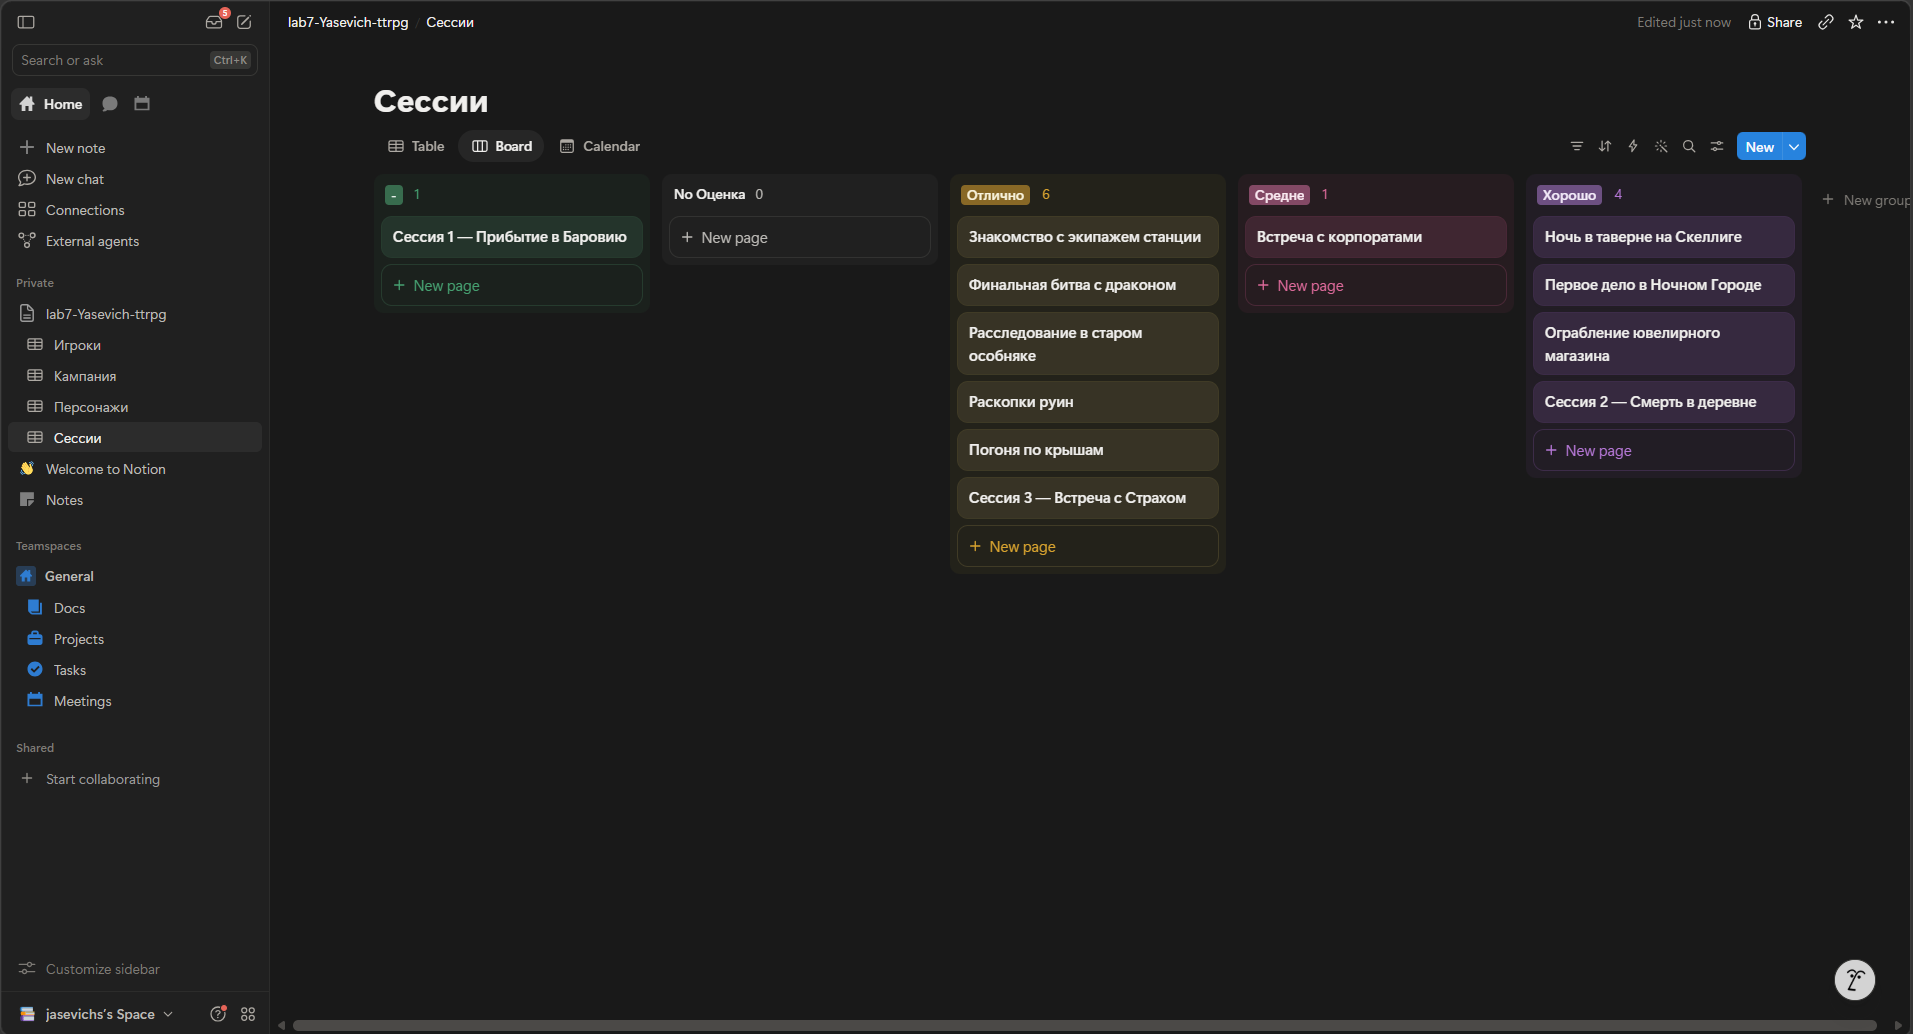 5
lab7-Yasevich-ttrpg / Сессии
Edited just now
Share
Search or ask
Ctrl+K
Home
New note
New chat
Connections
External agents
Private
lab7-Yasevich-ttrpg
Игроки
Кампания
Персонажи
Сессии
Welcome to Notion
Notes
Teamspaces
General
Docs
Projects
Tasks
Meetings
Shared
Start collaborating
Customize sidebar
jasevichs's Space
Сессии
Table
Board
Calendar
New
- 1
Сессия 1 — Прибытие в Баровию
New page
No Оценка 0
New page
Отлично 6
Знакомство с экипажем станции
Финальная битва с драконом
Расследование в старом
особняке
Раскопки руин
Погоня по крышам
Сессия 3 — Встреча с Страхом
New page
Средне 1
Встреча с корпоратами
New page
Хорошо 4
Ночь в таверне на Скеллиге
Первое дело в Ночном Городе
Ограбление ювелирного
магазина
Сессия 2 — Смерть в деревне
New page
New group